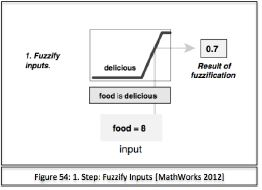 1. Fuzzify
inputs.
delicious
0.7
Result of
fuzzification
food is delicious
food = 8
input
Figure 54: 1. Step: Fuzzify Inputs [MathWorks 2012]